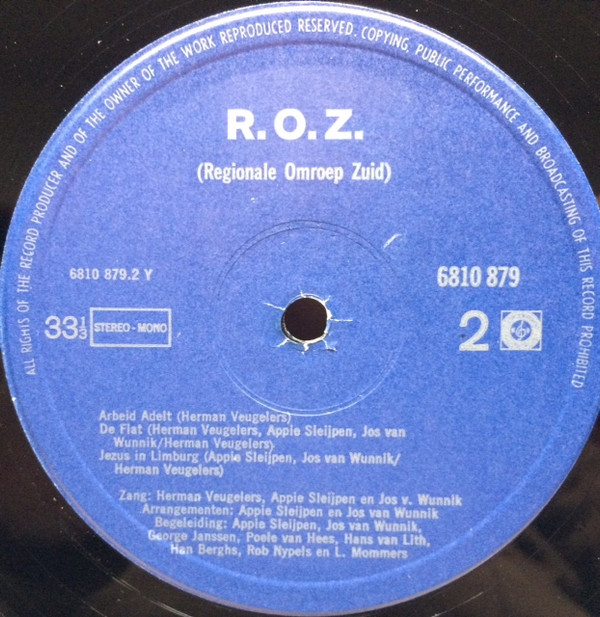 ALL RIGHTS OF THE RECORD PRODUCER AND OF THE OWNER OF THE WORK REPRODUCED RESERVED. COPYING, PUBLIC PERFORMANCE AND BROADCASTING OF THIS RECORD PROHIBITED
R.O.Z.
(Regionale Omroep Zuid)
6810 879.2 Y
6810 879
33⅓ STEREO-MONO
2
Arbeid Adelt (Herman Veugelers)
De Flat (Herman Veugelers, Appie Sleijpen, Jos van
Wunnik/Herman Veugelers)
Jezus in Limburg (Appie Sleijpen, Jos van Wunnik/
Herman Veugelers)
Zang: Herman Veugelers, Appie Sleijpen en Jos v. Wunnik
Arrangementen: Appie Sleijpen en Jos van Wunnik
Begeleiding: Appie Sleijpen, Jos van Wunnik,
George Janssen, Poele van Hees, Hans van Lith,
Han Berghs, Rob Nypels en L. Mommers